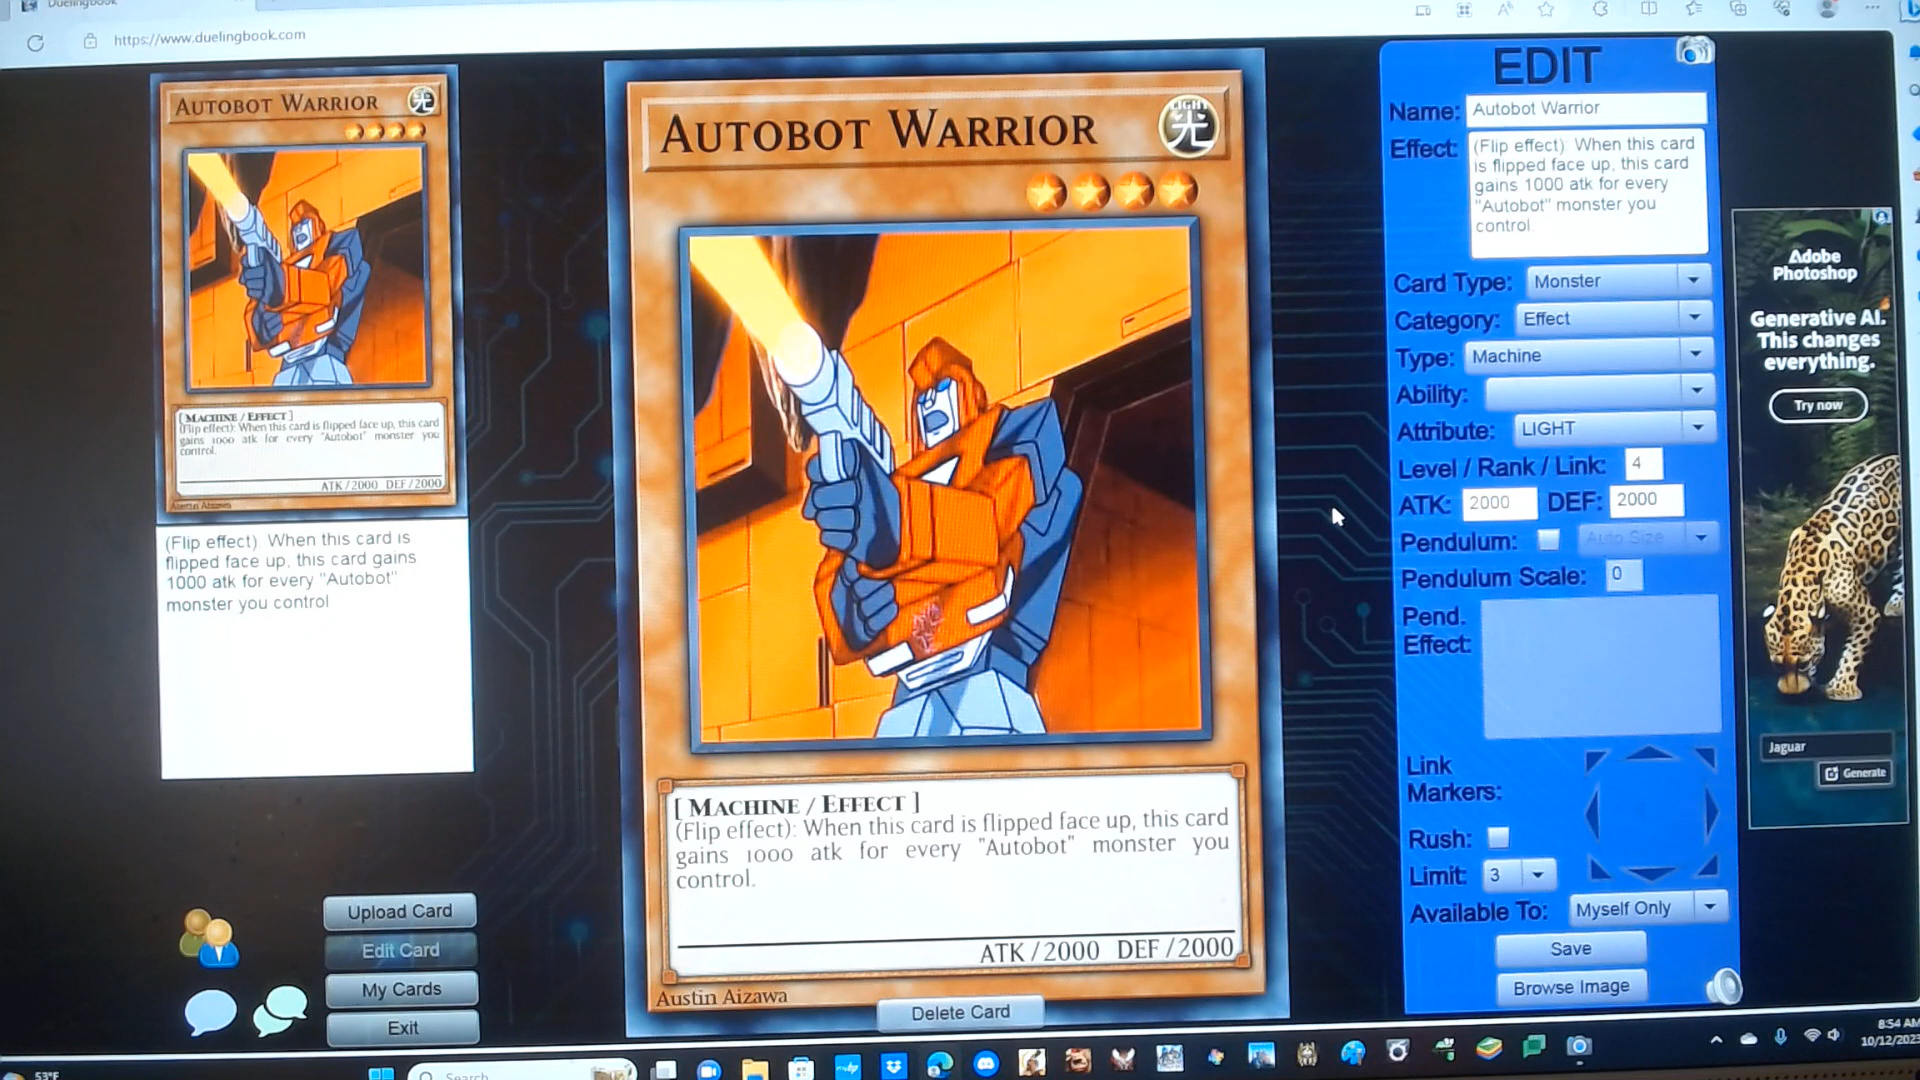 Duelingbook
https://www.duelingbook.com
AUTOBOT WARRIOR
光
[ MACHINE / EFFECT ]
(Flip effect): When this card is flipped face up, this card
gains 1000 atk for every "Autobot" monster you
control.
ATK/2000 DEF/2000
Austin Aizawa
(Flip effect). When this card is
flipped face up, this card gains
1000 atk for every "Autobot"
monster you control
Upload Card
Edit Card
My Cards
Exit
AUTOBOT WARRIOR
LIGHT
光
[ MACHINE / EFFECT ]
(Flip effect): When this card is flipped face up, this card
gains 1000 atk for every "Autobot" monster you
control.
ATK/2000 DEF/2000
Austin Aizawa
Delete Card
EDIT
Name: Autobot Warrior
Effect: (Flip effect). When this card
is flipped face up, this card
gains 1000 atk for every
"Autobot" monster you
control
Card Type: Monster
Category: Effect
Type: Machine
Ability:
Attribute: LIGHT
Level / Rank / Link: 4
ATK: 2000 DEF: 2000
Pendulum: Auto Size
Pendulum Scale: 0
Pend.
Effect:
Link
Markers:
Rush:
Limit: 3
Available To: Myself Only
Save
Browse Image
Adobe
Photoshop
Generative AI.
This changes
everything.
Try now
Jaguar
Generate
53°F
Search
8:54 AM
10/12/2023